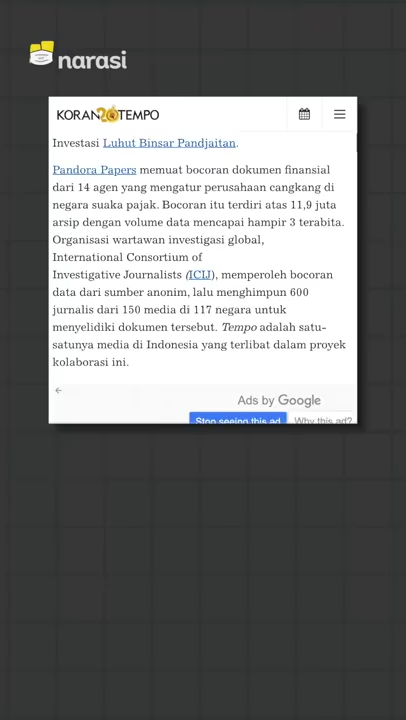 narasi
KORAN TEMPO
Investasi Luhut Binsar Pandjaitan.
Pandora Papers memuat bocoran dokumen finansial
dari 14 agen yang mengatur perusahaan cangkang di
negara suaka pajak. Bocoran itu terdiri atas 11,9 juta
arsip dengan volume data mencapai hampir 3 terabita.
Organisasi wartawan investigasi global,
International Consortium of
Investigative Journalists (ICIJ), memperoleh bocoran
data dari sumber anonim, lalu menghimpun 600
jurnalis dari 150 media di 117 negara untuk
menyelidiki dokumen tersebut. Tempo adalah satu-
satunya media di Indonesia yang terlibat dalam proyek
kolaborasi ini.
Ads by Google
Stop seeing this ad Why this ad?